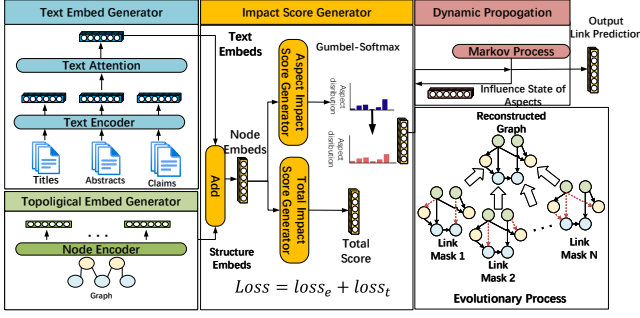 Text Embed Generator
Text Attention
Text Encoder
Titles
Abstracts
Claims
Topoligical Embed Generator
Node Encoder
Graph
Impact Score Generator
Text
Embeds
Node
Embeds
Add
Structure
Embeds
Aspect Impact
Score Generator
Total Impact
Score Generator
Gumbel-Softmax
Aspect
disitbution
Aspect
disitbution
Total
Score
Loss = loss_e + loss_t
Dynamic Propogation
Markov Process
Influence State of
Aspects
Output
Link Prediction
Reconstructed
Graph
Link
Mask 1
Link
Mask 2
Link
Mask N
Evolutionary Process